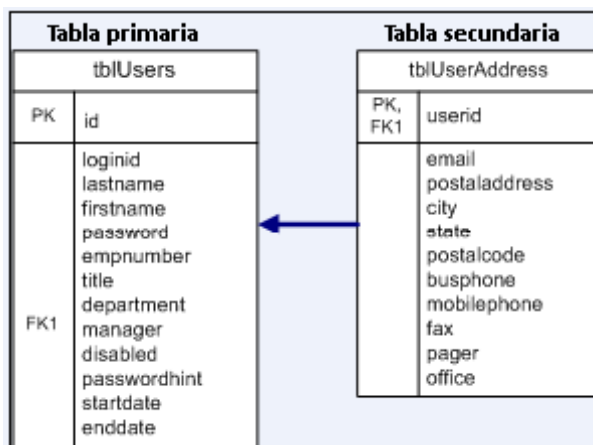 Tabla primaria
tblUsers
PK
id
FK1
loginid
lastname
firstname
password
empnumber
title
department
manager
disabled
passwordhint
startdate
enddate
Tabla secundaria
tblUserAddress
PK,
FK1
userid
email
postaladdress
city
state
postalcode
busphone
mobilephone
fax
pager
office